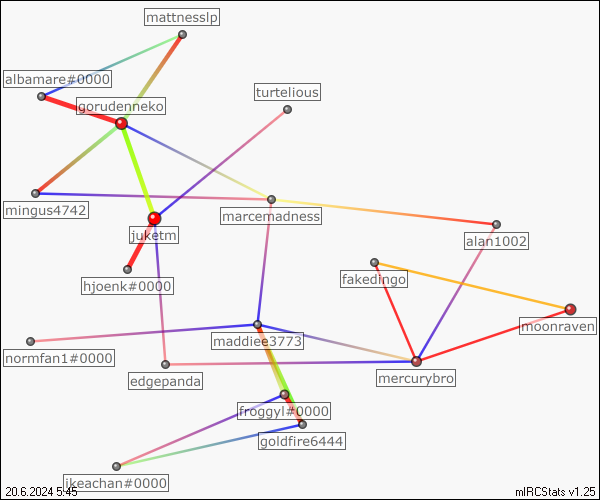 mattnesslp
albamare#0000
gorudenneko
turtelious
mingus4742
marcemadness
juketm
alan1002
hjoenk#0000
fakedingo
moonraven
maddiee3773
normfan1#0000
edgepanda
mercurybro
froggyl#0000
goldfire6444
ikeachan#0000
20.6.2024 5:45
mIRCStats v1.25